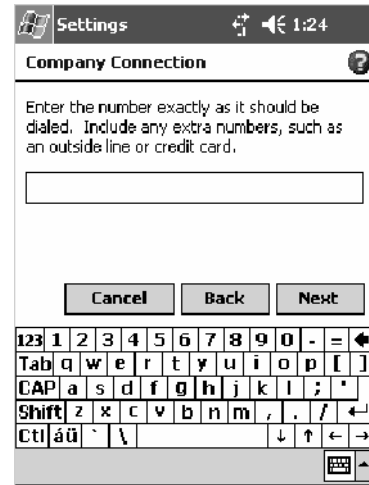 Settings 1:24
Company Connection
Enter the number exactly as it should be
dialed. Include any extra numbers, such as
an outside line or credit card.
Cancel Back Next
123 1 2 3 4 5 6 7 8 9 0 - = ←
Tab q w e r t y u i o p [ ]
CAP a s d f g h j k l ; '
Shift z x c v b n m , . / ↵
Ctl áü ` \ ↓ ↑ ← →